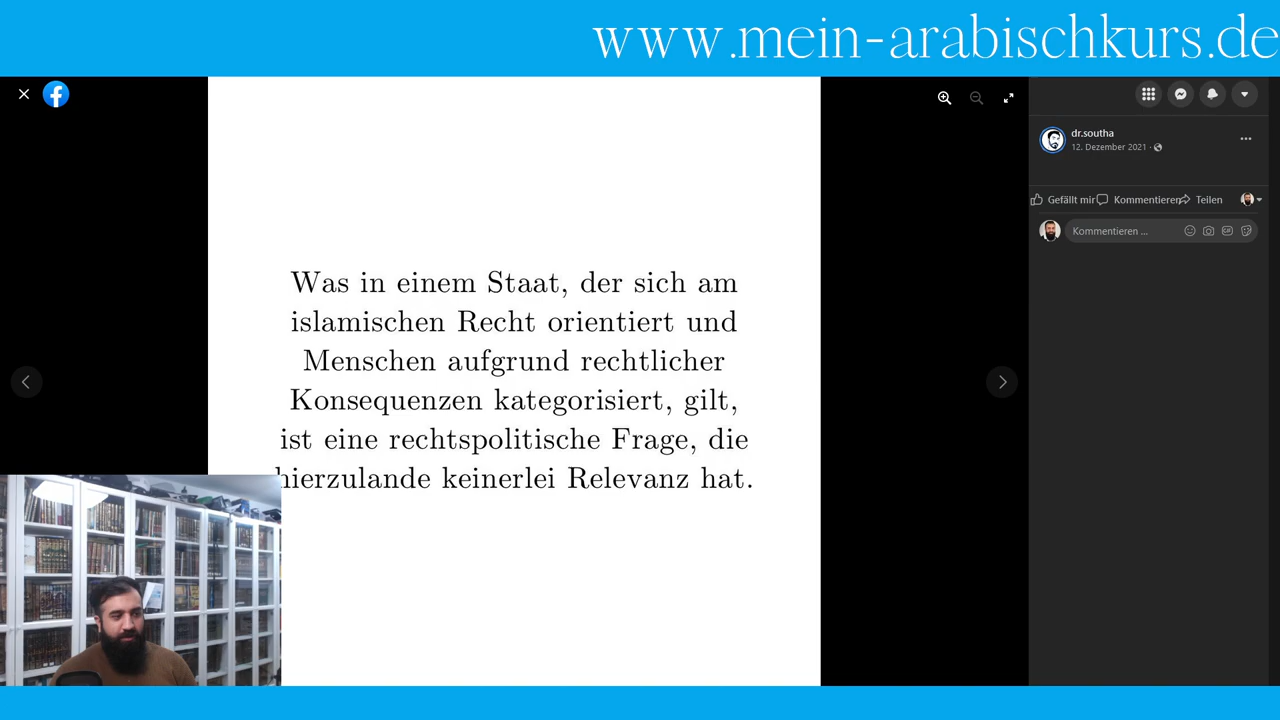 www.mein-arabischkurs.de
dr.southa
12. Dezember 2021
Gefällt mir Kommentieren Teilen
Kommentieren ...
Was in einem Staat, der sich am
islamischen Recht orientiert und
Menschen aufgrund rechtlicher
Konsequenzen kategorisiert, gilt,
ist eine rechtspolitische Frage, die
hierzulande keinerlei Relevanz hat.